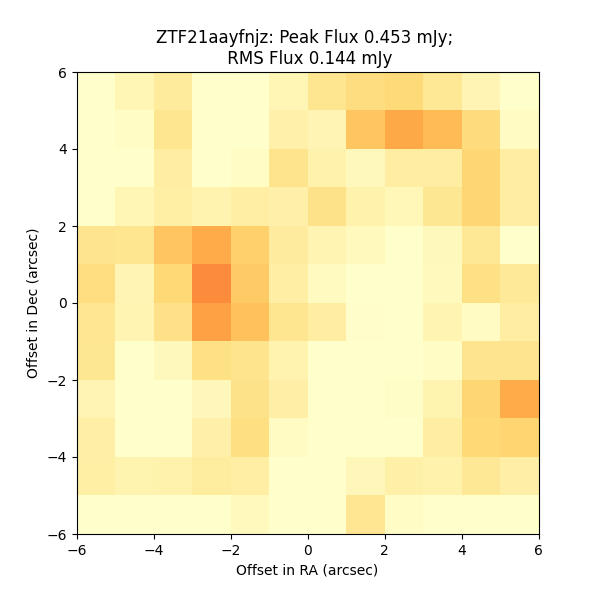 ZTF21aayfnjz: Peak Flux 0.453 mJy;
RMS Flux 0.144 mJy
6
4
2
0
−2
−4
−6
Offset in Dec (arcsec)
−6 −4 −2 0 2 4 6
Offset in RA (arcsec)